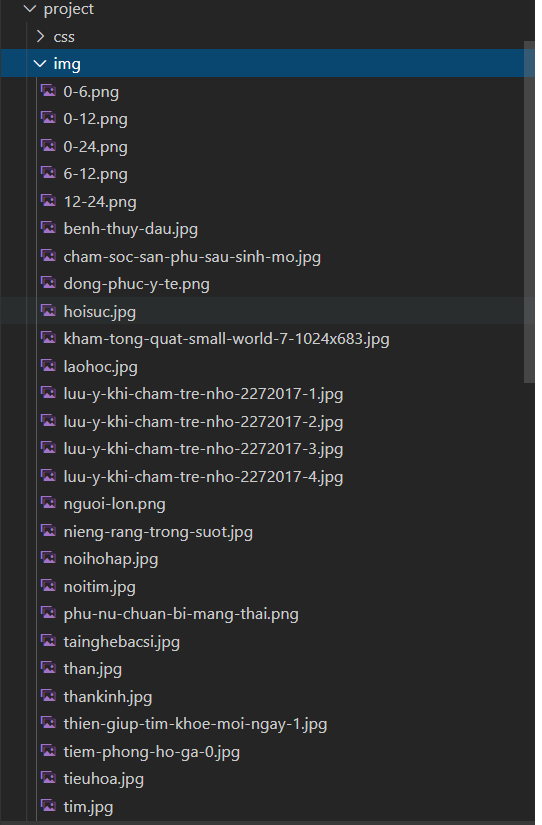 project
css
img
0-6.png
0-12.png
0-24.png
6-12.png
12-24.png
benh-thuy-dau.jpg
cham-soc-san-phu-sau-sinh-mo.jpg
dong-phuc-y-te.png
hoisuc.jpg
kham-tong-quat-small-world-7-1024x683.jpg
laohoc.jpg
luu-y-khi-cham-tre-nho-2272017-1.jpg
luu-y-khi-cham-tre-nho-2272017-2.jpg
luu-y-khi-cham-tre-nho-2272017-3.jpg
luu-y-khi-cham-tre-nho-2272017-4.jpg
nguoi-lon.png
nieng-rang-trong-suot.jpg
noihohap.jpg
noitim.jpg
phu-nu-chuan-bi-mang-thai.png
tainghebacsi.jpg
than.jpg
thankinh.jpg
thien-giup-tim-khoe-moi-ngay-1.jpg
tiem-phong-ho-ga-0.jpg
tieuhoa.jpg
tim.jpg